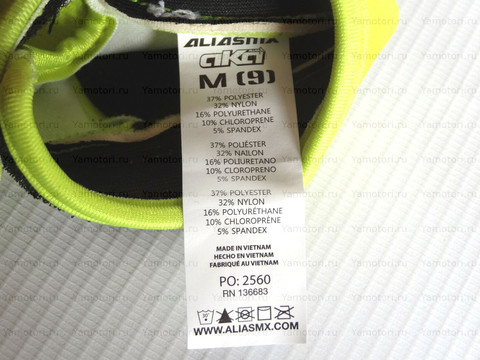 ALIASMX
aka
M (9)
37% POLYESTER
32% NYLON
16% POLYURETHANE
10% CHLOROPRENE
5% SPANDEX
37% POLIÉSTER
32% NAILON
16% POLIURETANO
10% CLOROPRENO
5% SPANDEX
37% POLYESTER
32% NYLON
16% POLYURÉTHANE
10% CHLOROPRÈNE
5% SPANDEX
MADE IN VIETNAM
HECHO EN VIETNAM
FABRIQUÉ AU VIETNAM
PO: 2560
RN 136683
WWW.ALIASMX.COM
Yamotori.ru